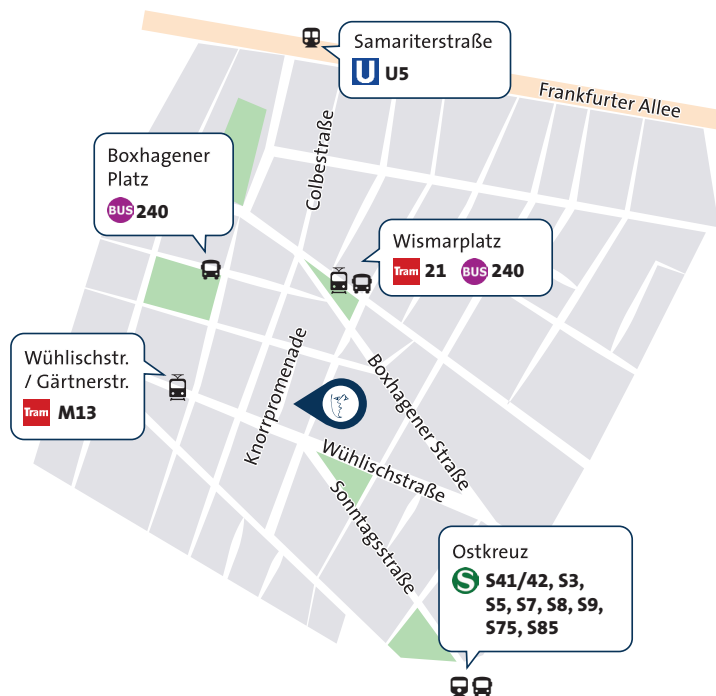 Samariterstraße
U U5
Frankfurter Allee
Colbestraße
Boxhagener
Platz
BUS 240
Wismarplatz
Tram 21 BUS 240
Wühlischstr.
/ Gärtnerstr.
Tram M13
Knorrpromenade
Boxhagener Straße
Wühlischstraße
Sonntagsstraße
Ostkreuz
S S41/42, S3,
S5, S7, S8, S9,
S75, S85